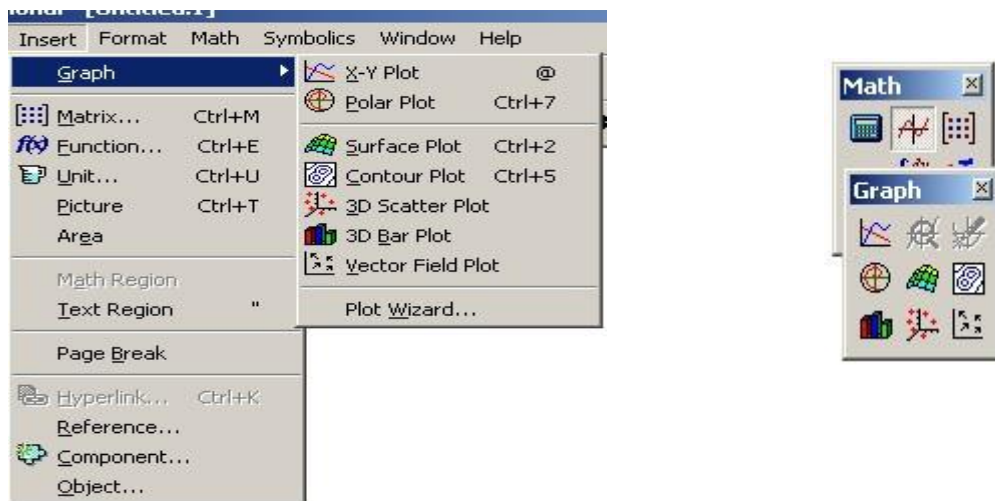 Insert Format Math Symbolics Window Help
Graph
Matrix... Ctrl+M
f(x) Function... Ctrl+E
Unit... Ctrl+U
Picture Ctrl+T
Area
Math Region
Text Region "
Page Break
Hyperlink... Ctrl+K
Reference...
Component...
Object...
X-Y Plot @
Polar Plot Ctrl+7
Surface Plot Ctrl+2
Contour Plot Ctrl+5
3D Scatter Plot
3D Bar Plot
Vector Field Plot
Plot Wizard...
Math
Graph